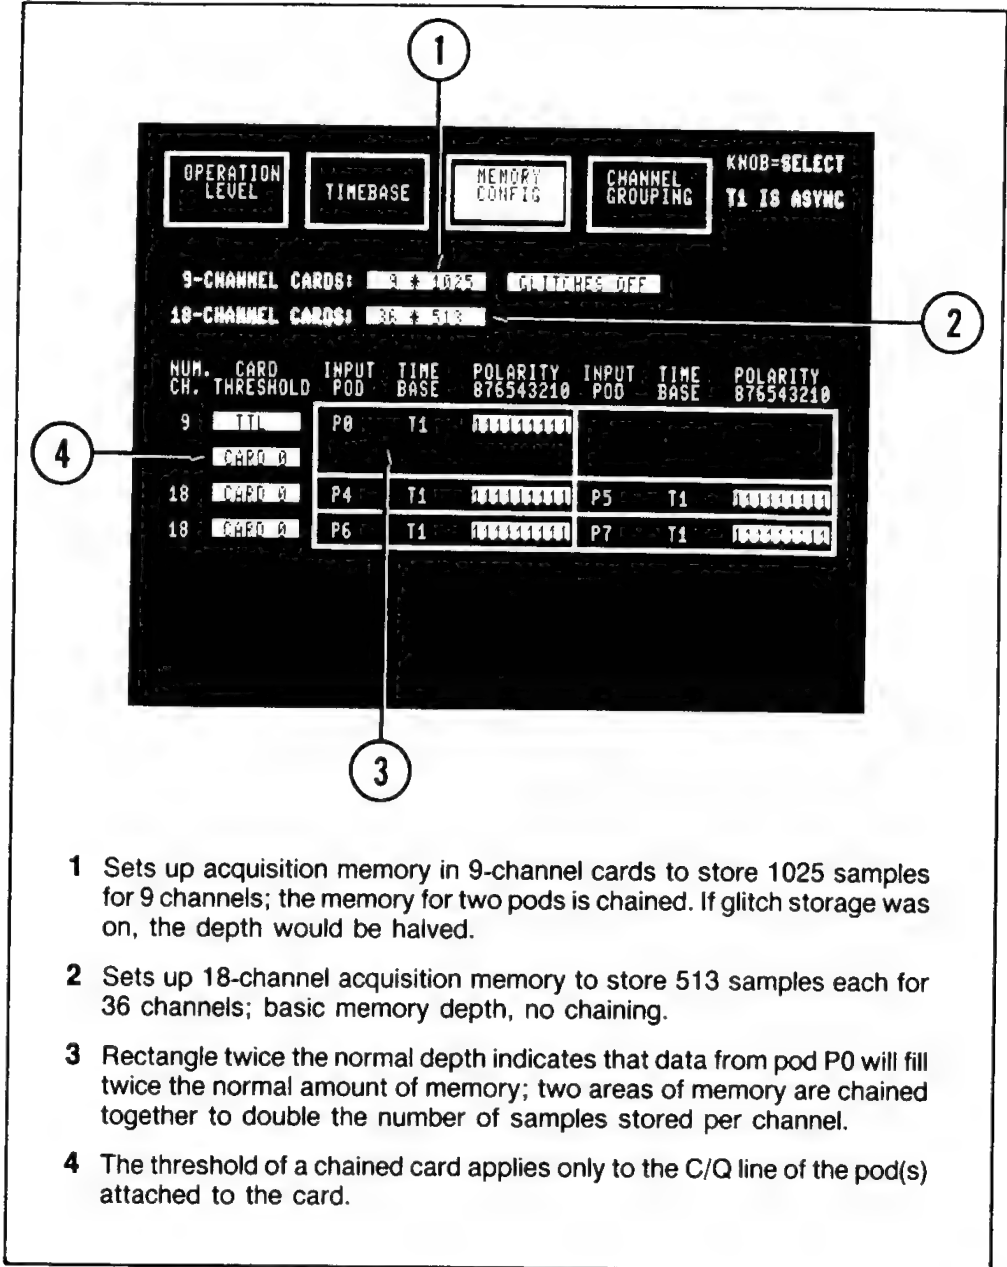 1
OPERATION LEVEL
TIMEBASE
MEMORY CONFIG
CHANNEL GROUPING
KNOB=SELECT
T1 IS ASYNC
9-CHANNEL CARDS: 9 * 1025 GLITCHES OFF
18-CHANNEL CARDS: 36 * 513
2
NUM. CARD INPUT TIME POLARITY INPUT TIME POLARITY
CH. THRESHOLD POD BASE 876543210 POD BASE 876543210
9 TTL P0 T1
4
CARD 0
18 CARD 0 P4 T1 P5 T1
18 CARD 0 P6 T1 P7 T1
3
1 Sets up acquisition memory in 9-channel cards to store 1025 samples
for 9 channels; the memory for two pods is chained. If glitch storage was
on, the depth would be halved.
2 Sets up 18-channel acquisition memory to store 513 samples each for
36 channels; basic memory depth, no chaining.
3 Rectangle twice the normal depth indicates that data from pod P0 will fill
twice the normal amount of memory; two areas of memory are chained
together to double the number of samples stored per channel.
4 The threshold of a chained card applies only to the C/Q line of the pod(s)
attached to the card.